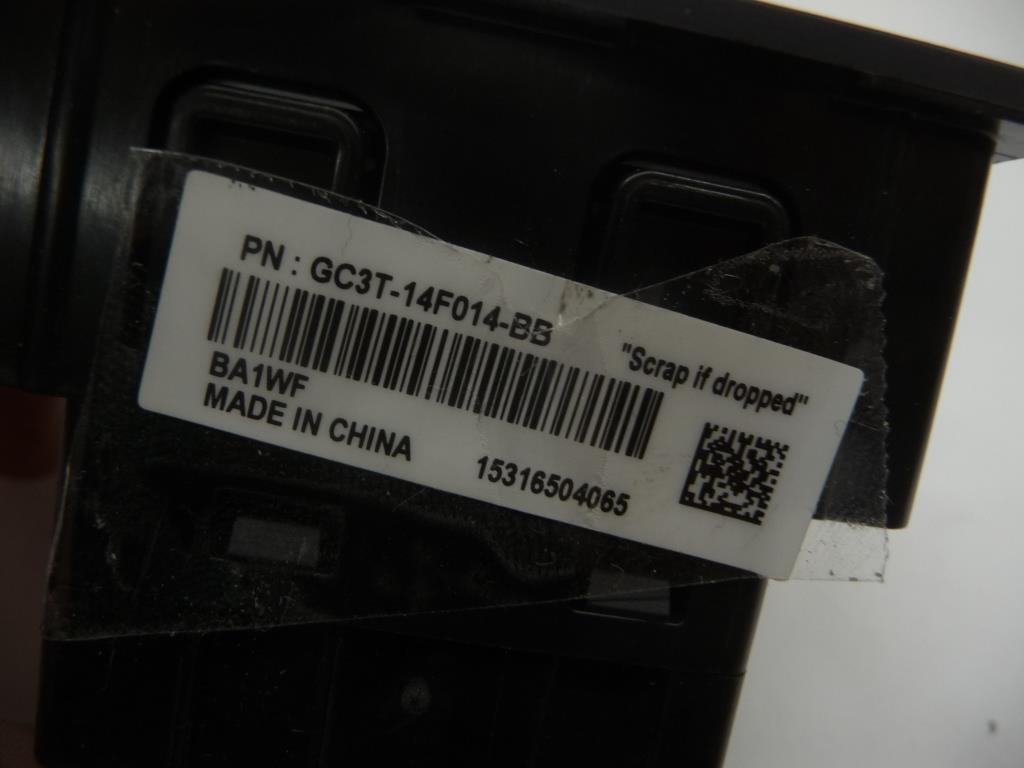 PN : GC3T-14F014-BB
"Scrap if dropped"
BA1WF
MADE IN CHINA
15316504065